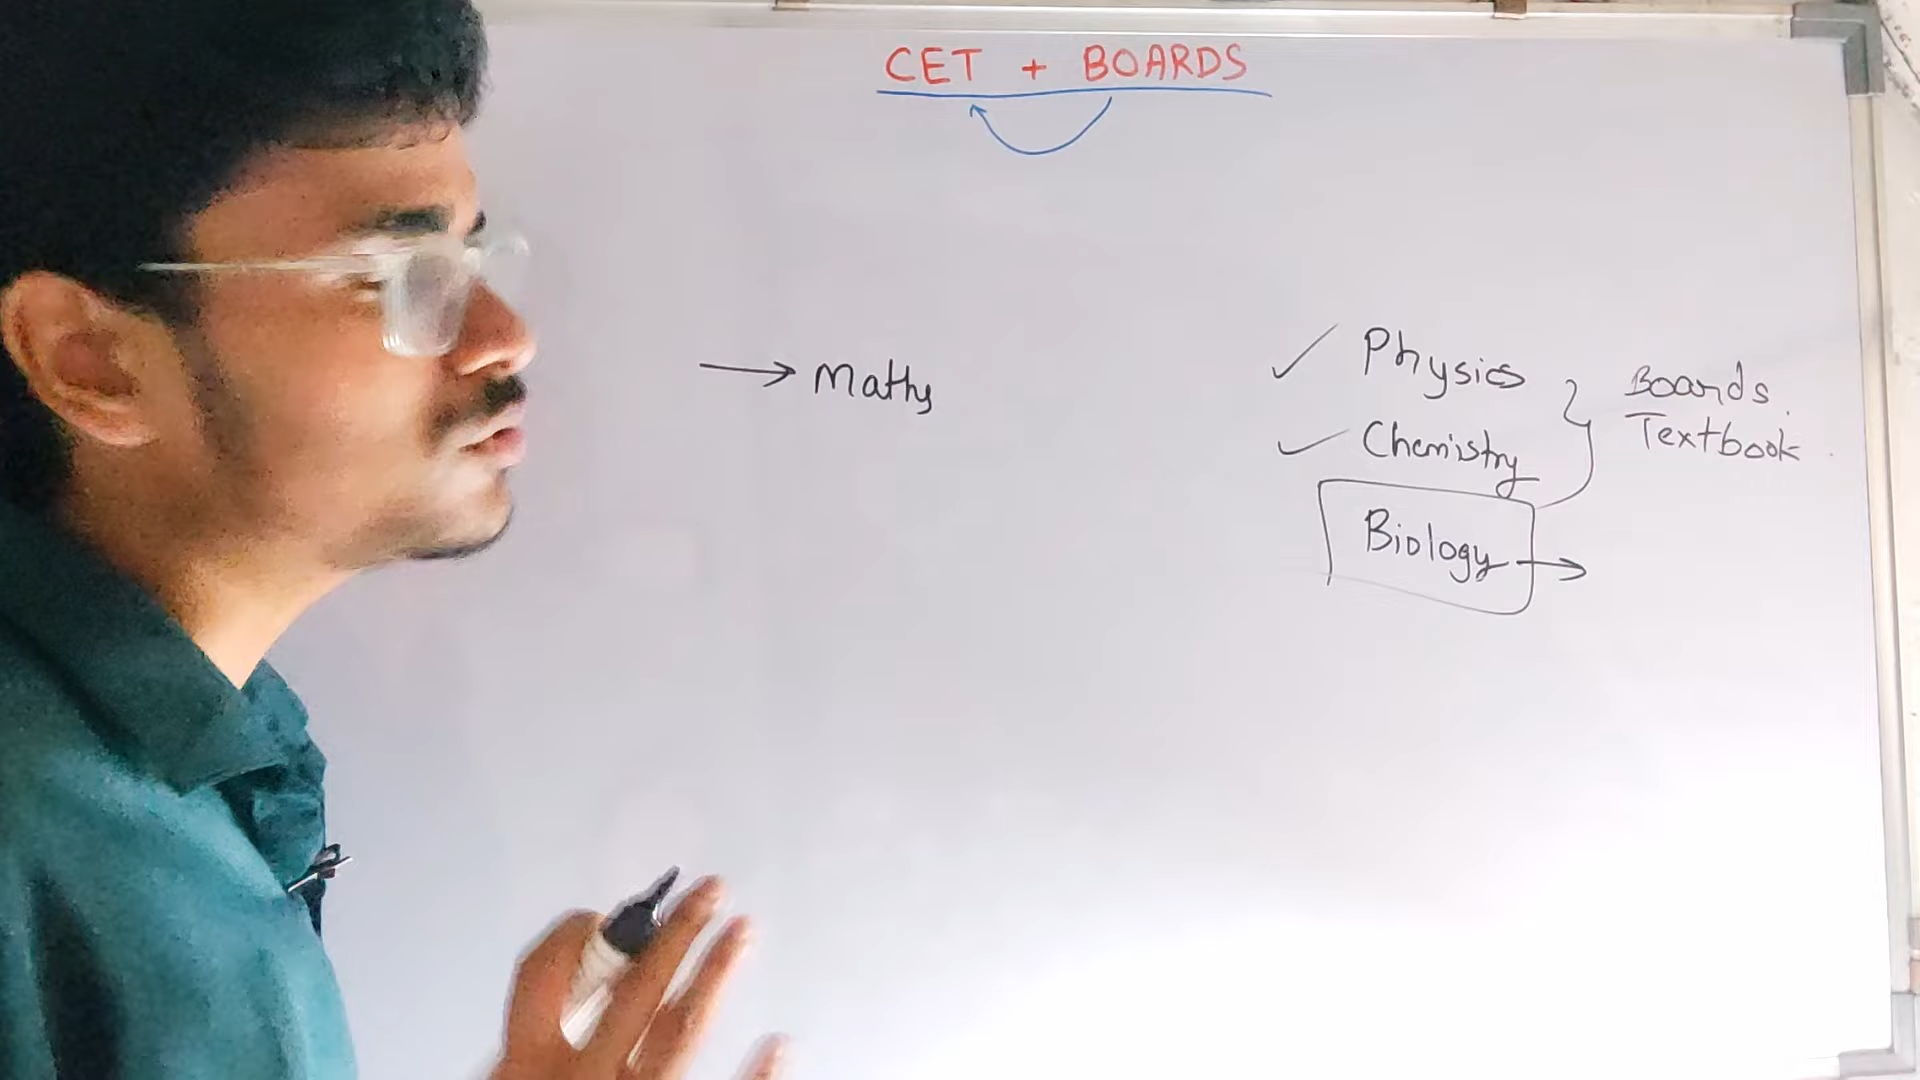 CET + BOARDS
→ Maths
✓ Physics
✓ Chemistry
Biology →
Boards
Textbook